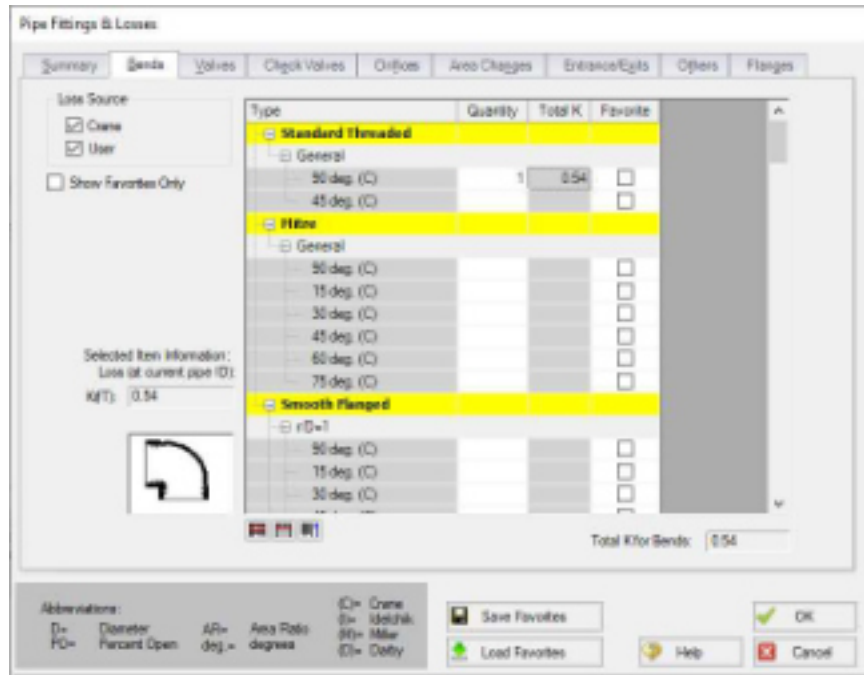 Pipe Fittings & Losses
Summary Bends Valves Check Valves Orifices Area Changes Entrance/Exits Others Flanges
Loss Source
Crane
User
Show Favorites Only
Type Quantity Total K Favorite
Standard Threaded
General
90 deg. (C) 1 0.54
45 deg. (C)
Mitre
General
90 deg. (C)
15 deg. (C)
30 deg. (C)
45 deg. (C)
60 deg. (C)
75 deg. (C)
Smooth Flanged
r/D=1
90 deg. (C)
15 deg. (C)
30 deg. (C)
Selected Item Information:
Loss (at current pipe ID):
K(fT): 0.54
Total K for Bends: 0.54
Abbreviations:
D= Diameter AR= Area Ratio (C)= Crane
PO= Percent Open deg.= degrees (I)= Idelchik
(M)= Miller
(D)= Darby
Save Favorites
Load Favorites
Help
OK
Cancel